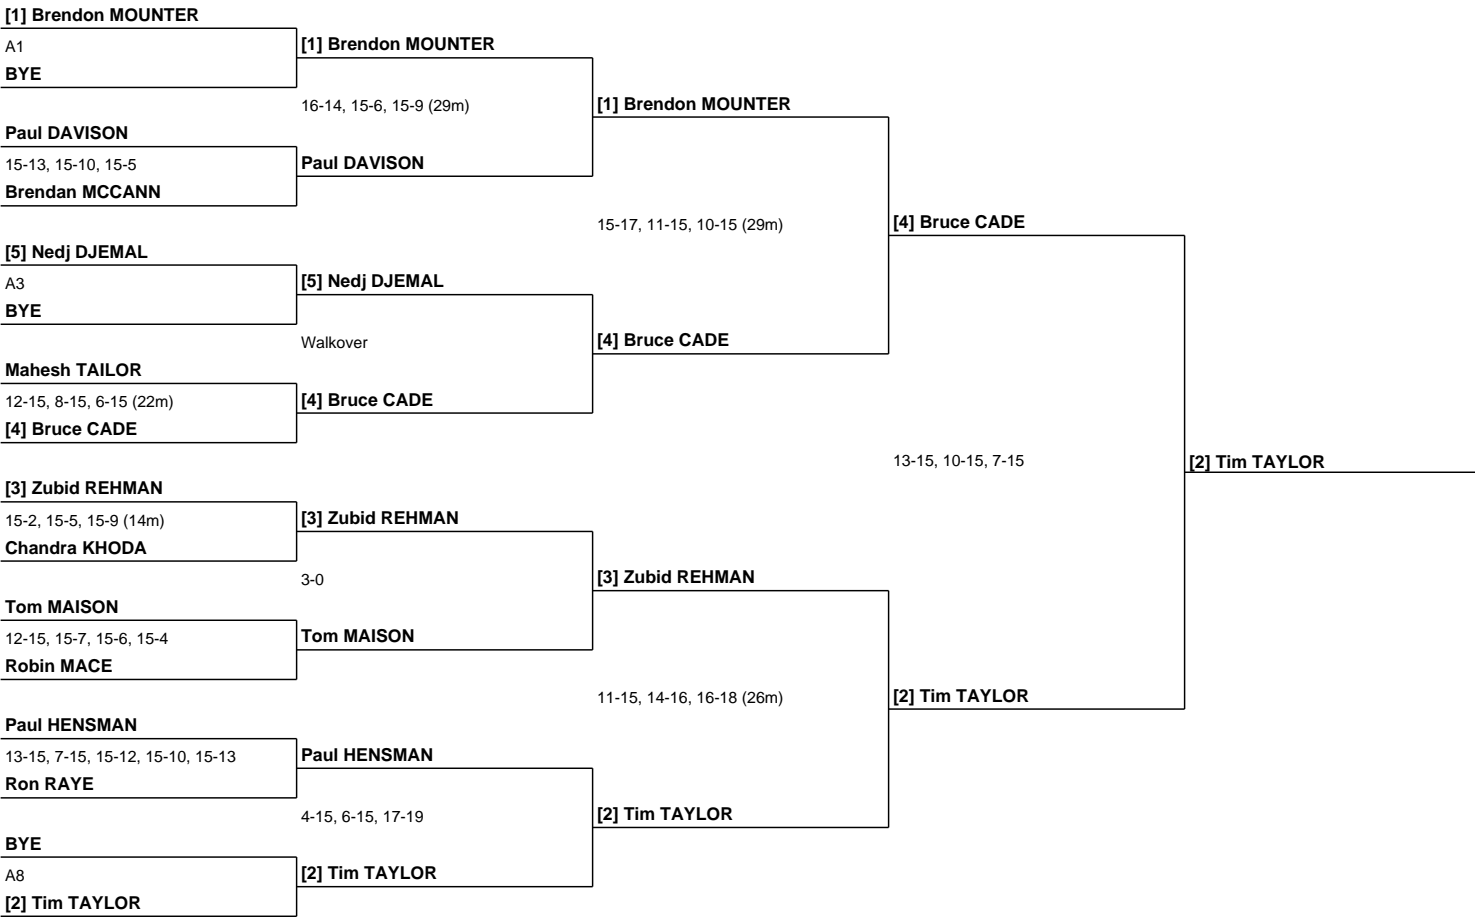 [1] Brendon MOUNTER
A1
[1] Brendon MOUNTER
BYE
16-14, 15-6, 15-9 (29m)
[1] Brendon MOUNTER
Paul DAVISON
15-13, 15-10, 15-5
Paul DAVISON
Brendan MCCANN
15-17, 11-15, 10-15 (29m)
[4] Bruce CADE
[5] Nedj DJEMAL
A3
[5] Nedj DJEMAL
BYE
Walkover
[4] Bruce CADE
Mahesh TAILOR
12-15, 8-15, 6-15 (22m)
[4] Bruce CADE
[4] Bruce CADE
13-15, 10-15, 7-15
[2] Tim TAYLOR
[3] Zubid REHMAN
15-2, 15-5, 15-9 (14m)
[3] Zubid REHMAN
Chandra KHODA
3-0
[3] Zubid REHMAN
Tom MAISON
12-15, 15-7, 15-6, 15-4
Tom MAISON
Robin MACE
11-15, 14-16, 16-18 (26m)
[2] Tim TAYLOR
Paul HENSMAN
13-15, 7-15, 15-12, 15-10, 15-13
Paul HENSMAN
Ron RAYE
4-15, 6-15, 17-19
[2] Tim TAYLOR
BYE
A8
[2] Tim TAYLOR
[2] Tim TAYLOR